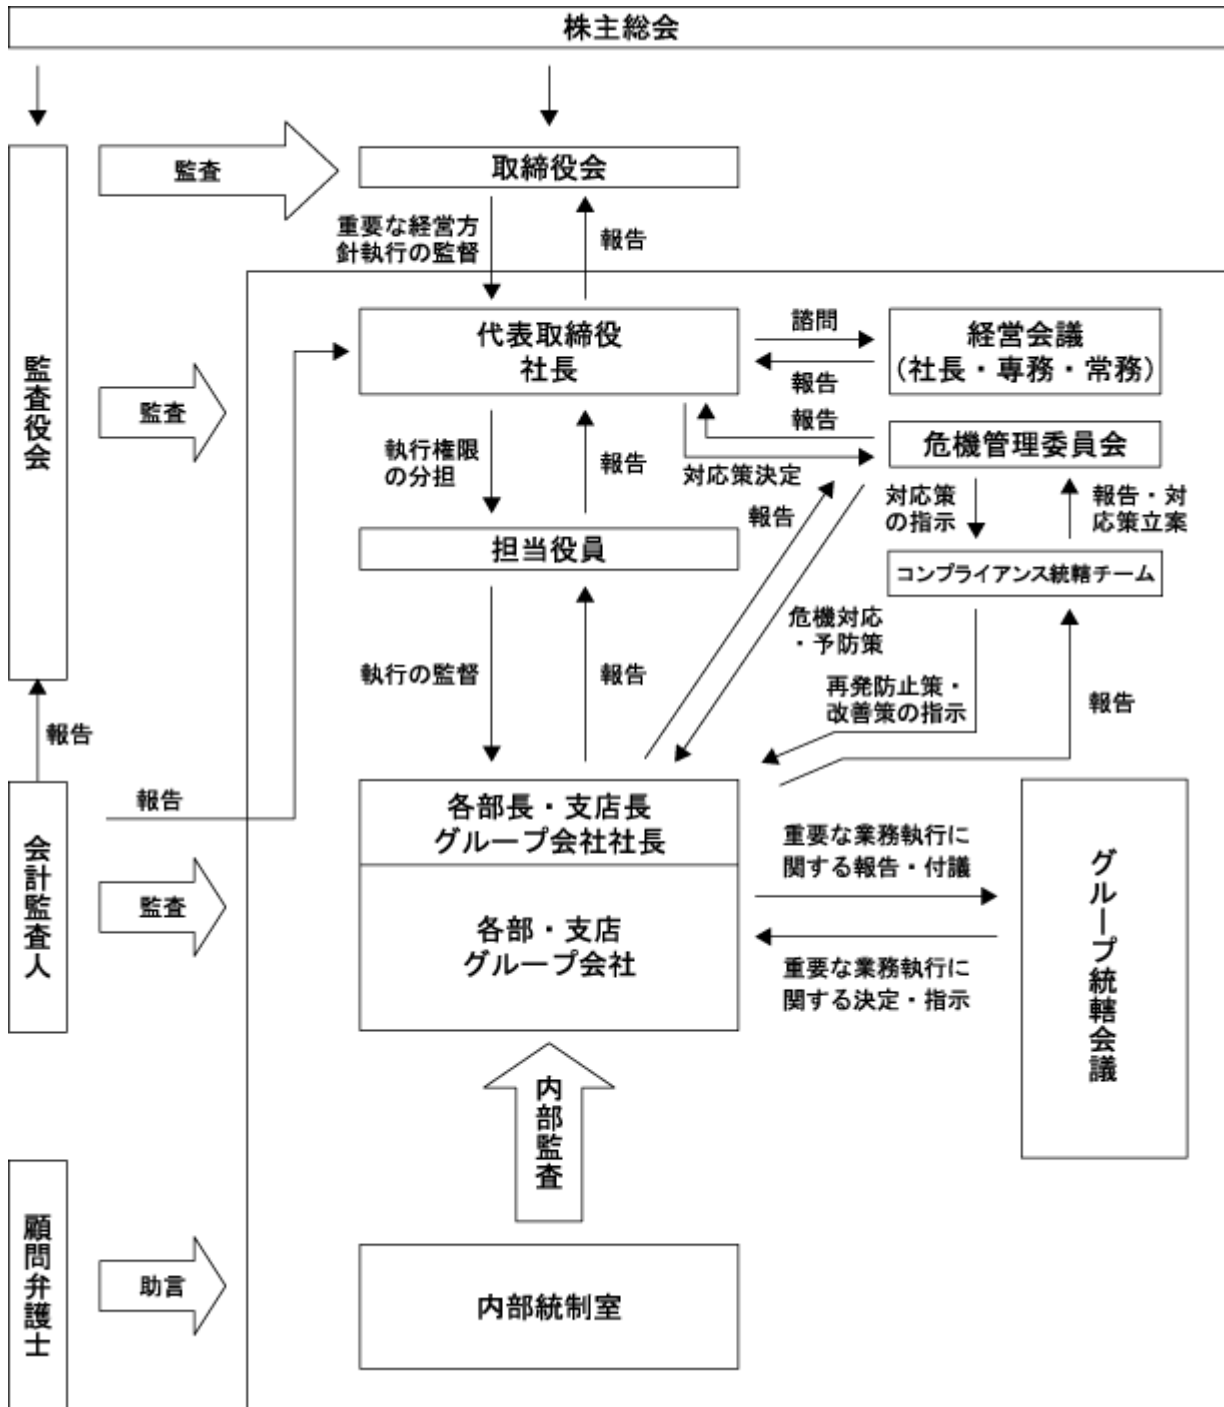 株主総会
監査
取締役会
重要な経営方
針執行の監督
報告
監査役会
代表取締役
社長
諮問
報告
経営会議
(社長・専務・常務)
監査
報告
危機管理委員会
執行権限
の分担
報告
対応策決定
報告
対応策
の指示
報告・対
応策立案
担当役員
コンプライアンス統轄チーム
危機対応
・予防策
執行の監督
報告
再発防止策・
改善策の指示
報告
報告
報告
会計監査人
各部長・支店長
グループ会社社長
重要な業務執行に
関する報告・付議
監査
各部・支店
グループ会社
重要な業務執行に
関する決定・指示
グループ統轄会議
内部監査
顧問弁護士
助言
内部統制室